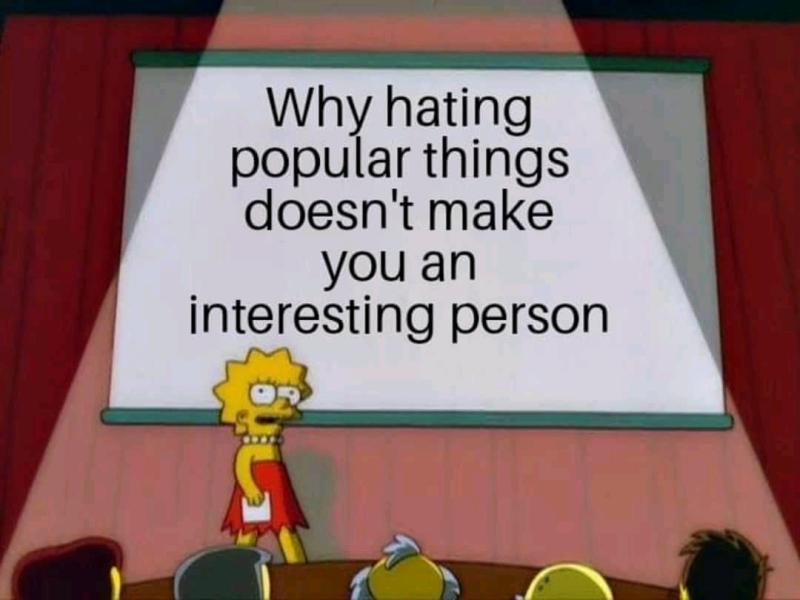 Why hating
popular things
doesn't make
you an
interesting person